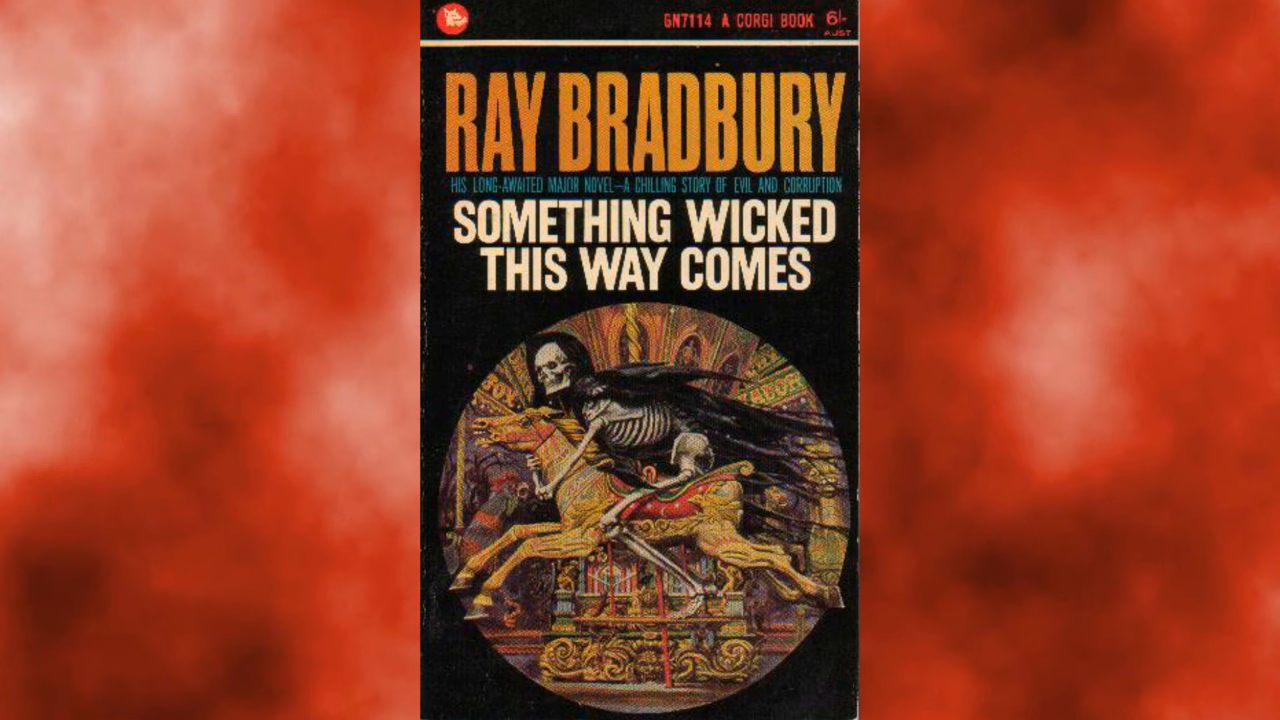 GN7114 A CORGI BOOK 6/-
AUST
RAY BRADBURY
HIS LONG-AWAITED MAJOR NOVEL—A CHILLING STORY OF EVIL AND CORRUPTION
SOMETHING WICKED
THIS WAY COMES